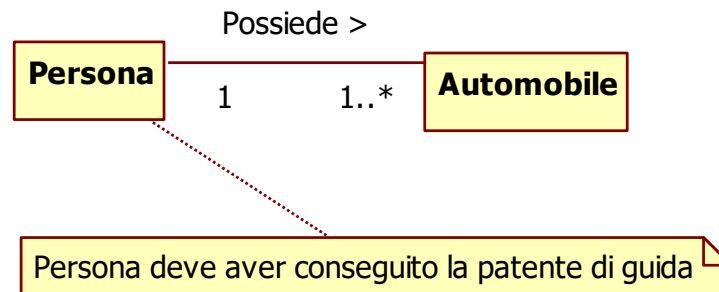 Possiede >
Persona
Automobile
1
1..*
Persona deve aver conseguito la patente di guida